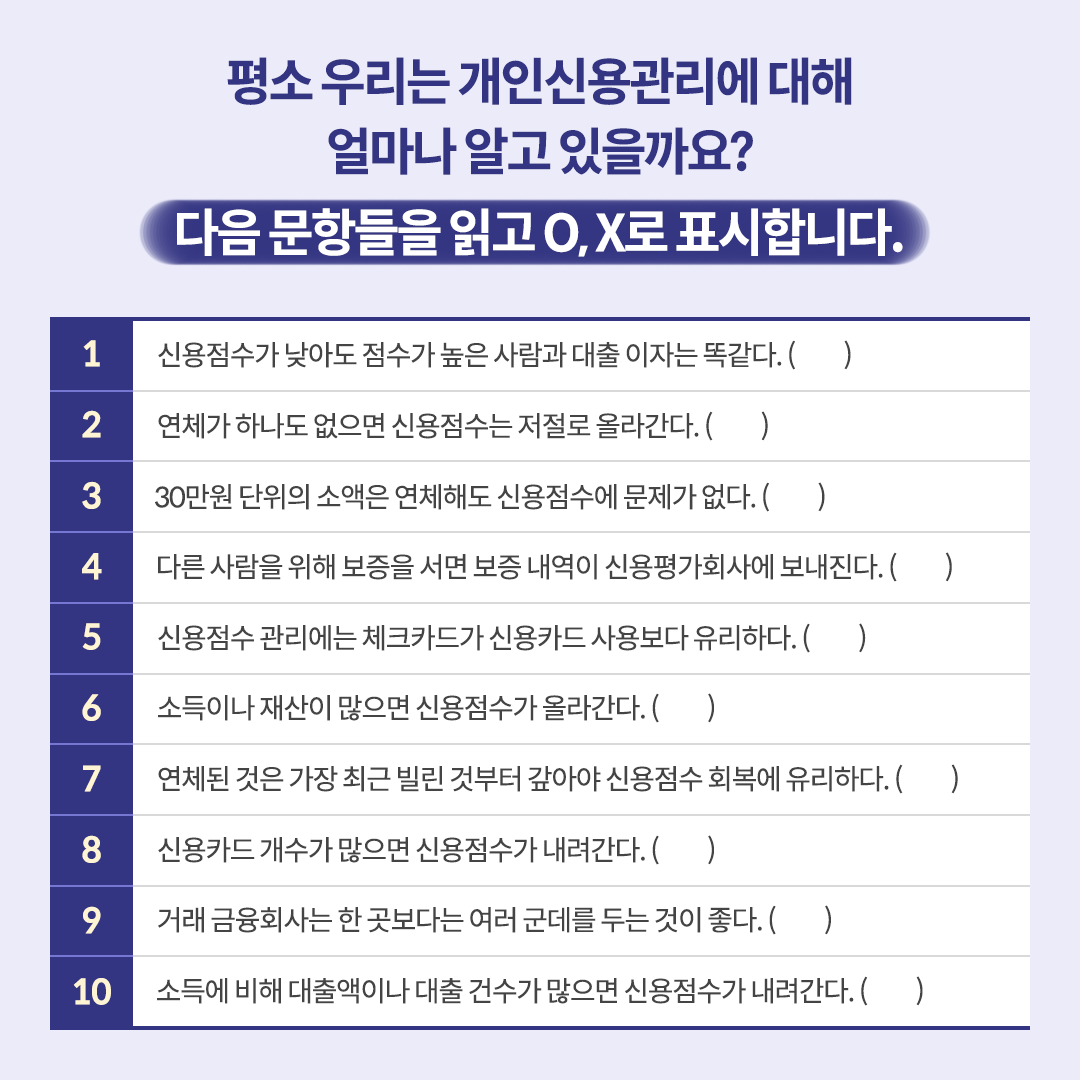 평소 우리는 개인신용관리에 대해
얼마나 알고 있을까요?
다음 문항들을 읽고 O, X로 표시합니다.
1 신용점수가 낮아도 점수가 높은 사람과 대출 이자는 똑같다. (  )
2 연체가 하나도 없으면 신용점수는 저절로 올라간다. (  )
3 30만원 단위의 소액은 연체해도 신용점수에 문제가 없다. (  )
4 다른 사람을 위해 보증을 서면 보증 내역이 신용평가회사에 보내진다. (  )
5 신용점수 관리에는 체크카드가 신용카드 사용보다 유리하다. (  )
6 소득이나 재산이 많으면 신용점수가 올라간다. (  )
7 연체된 것은 가장 최근 빌린 것부터 갚아야 신용점수 회복에 유리하다. (  )
8 신용카드 개수가 많으면 신용점수가 내려간다. (  )
9 거래 금융회사는 한 곳보다는 여러 군데를 두는 것이 좋다. (  )
10 소득에 비해 대출액이나 대출 건수가 많으면 신용점수가 내려간다. (  )